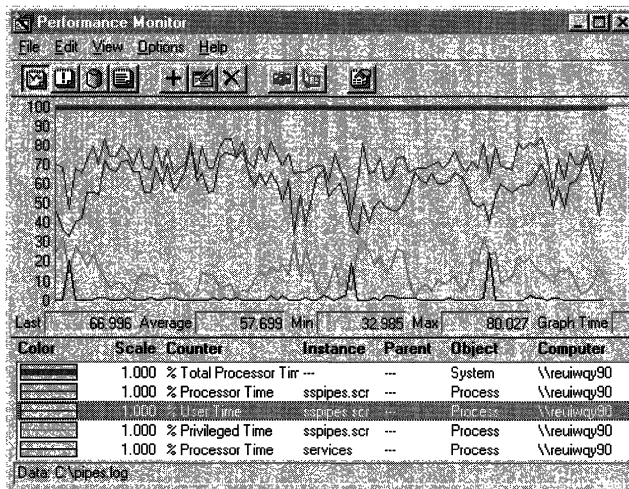 Performance Monitor
File Edit View Options Help
100
90
80
70
60
50
40
30
20
10
0
Last 66.996 Average 57.699 Min 32.985 Max 80.027 Graph Time
Color Scale Counter Instance Parent Object Computer
1.000 % Total Processor Tim --- --- System \\reuiwqy90
1.000 % Processor Time sspipes.scr --- Process \\reuiwqy90
1.000 % User Time sspipes.scr --- Process \\reuiwqy90
1.000 % Privileged Time sspipes.scr --- Process \\reuiwqy90
1.000 % Processor Time services --- Process \\reuiwqy90
Data: C:\pipes.log